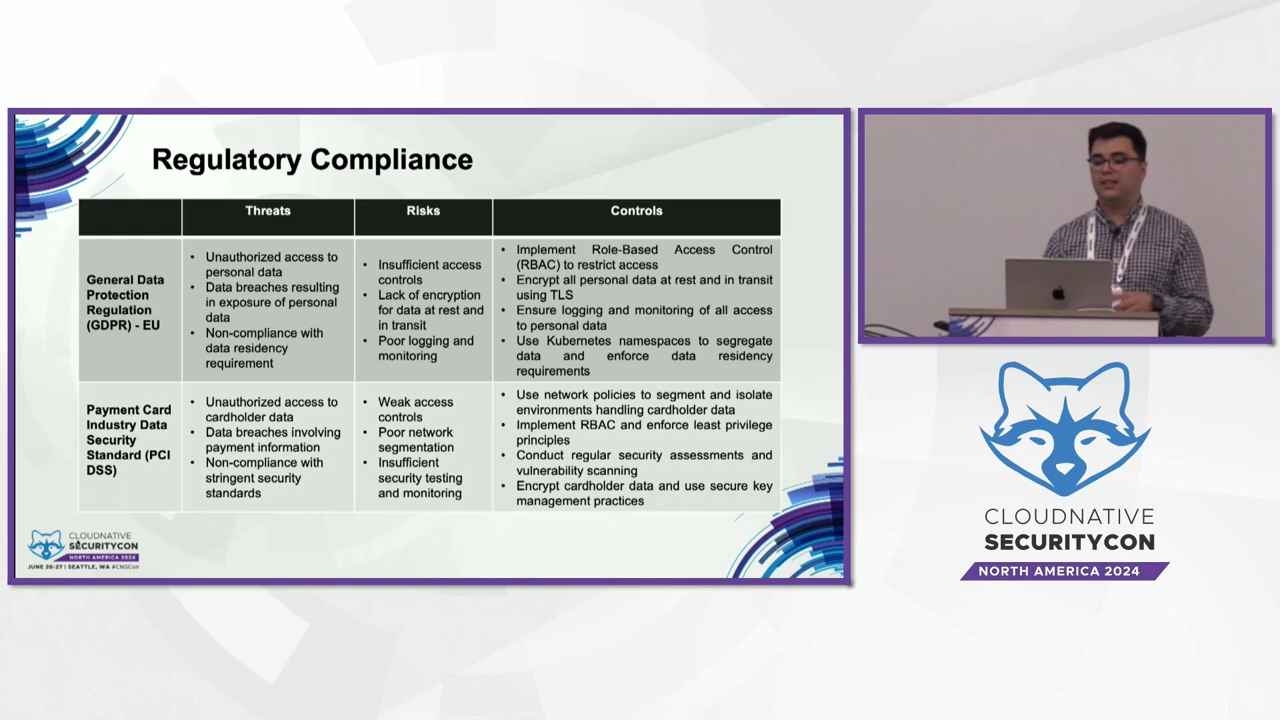 Regulatory Compliance
Threats
Risks
Controls
General Data
Protection
Regulation
(GDPR) - EU
• Unauthorized access to
personal data
• Data breaches resulting
in exposure of personal
data
• Non-compliance with
data residency
requirement
• Insufficient access
controls
• Lack of encryption
for data at rest and
in transit
• Poor logging and
monitoring
• Implement Role-Based Access Control
(RBAC) to restrict access
• Encrypt all personal data at rest and in transit
using TLS
• Ensure logging and monitoring of all access
to personal data
• Use Kubernetes namespaces to segregate
data and enforce data residency
requirements
Payment Card
Industry Data
Security
Standard (PCI
DSS)
• Unauthorized access to
cardholder data
• Data breaches involving
payment information
• Non-compliance with
stringent security
standards
• Weak access
controls
• Poor network
segmentation
• Insufficient
security testing
and monitoring
• Use network policies to segment and isolate
environments handling cardholder data
• Implement RBAC and enforce least privilege
principles
• Conduct regular security assessments and
vulnerability scanning
• Encrypt cardholder data and use secure key
management practices
CLOUDNATIVE
SECURITYCON
NORTH AMERICA 2024
JUNE 26-27 | SEATTLE, WA #CNSCon
CLOUDNATIVE
SECURITYCON
NORTH AMERICA 2024